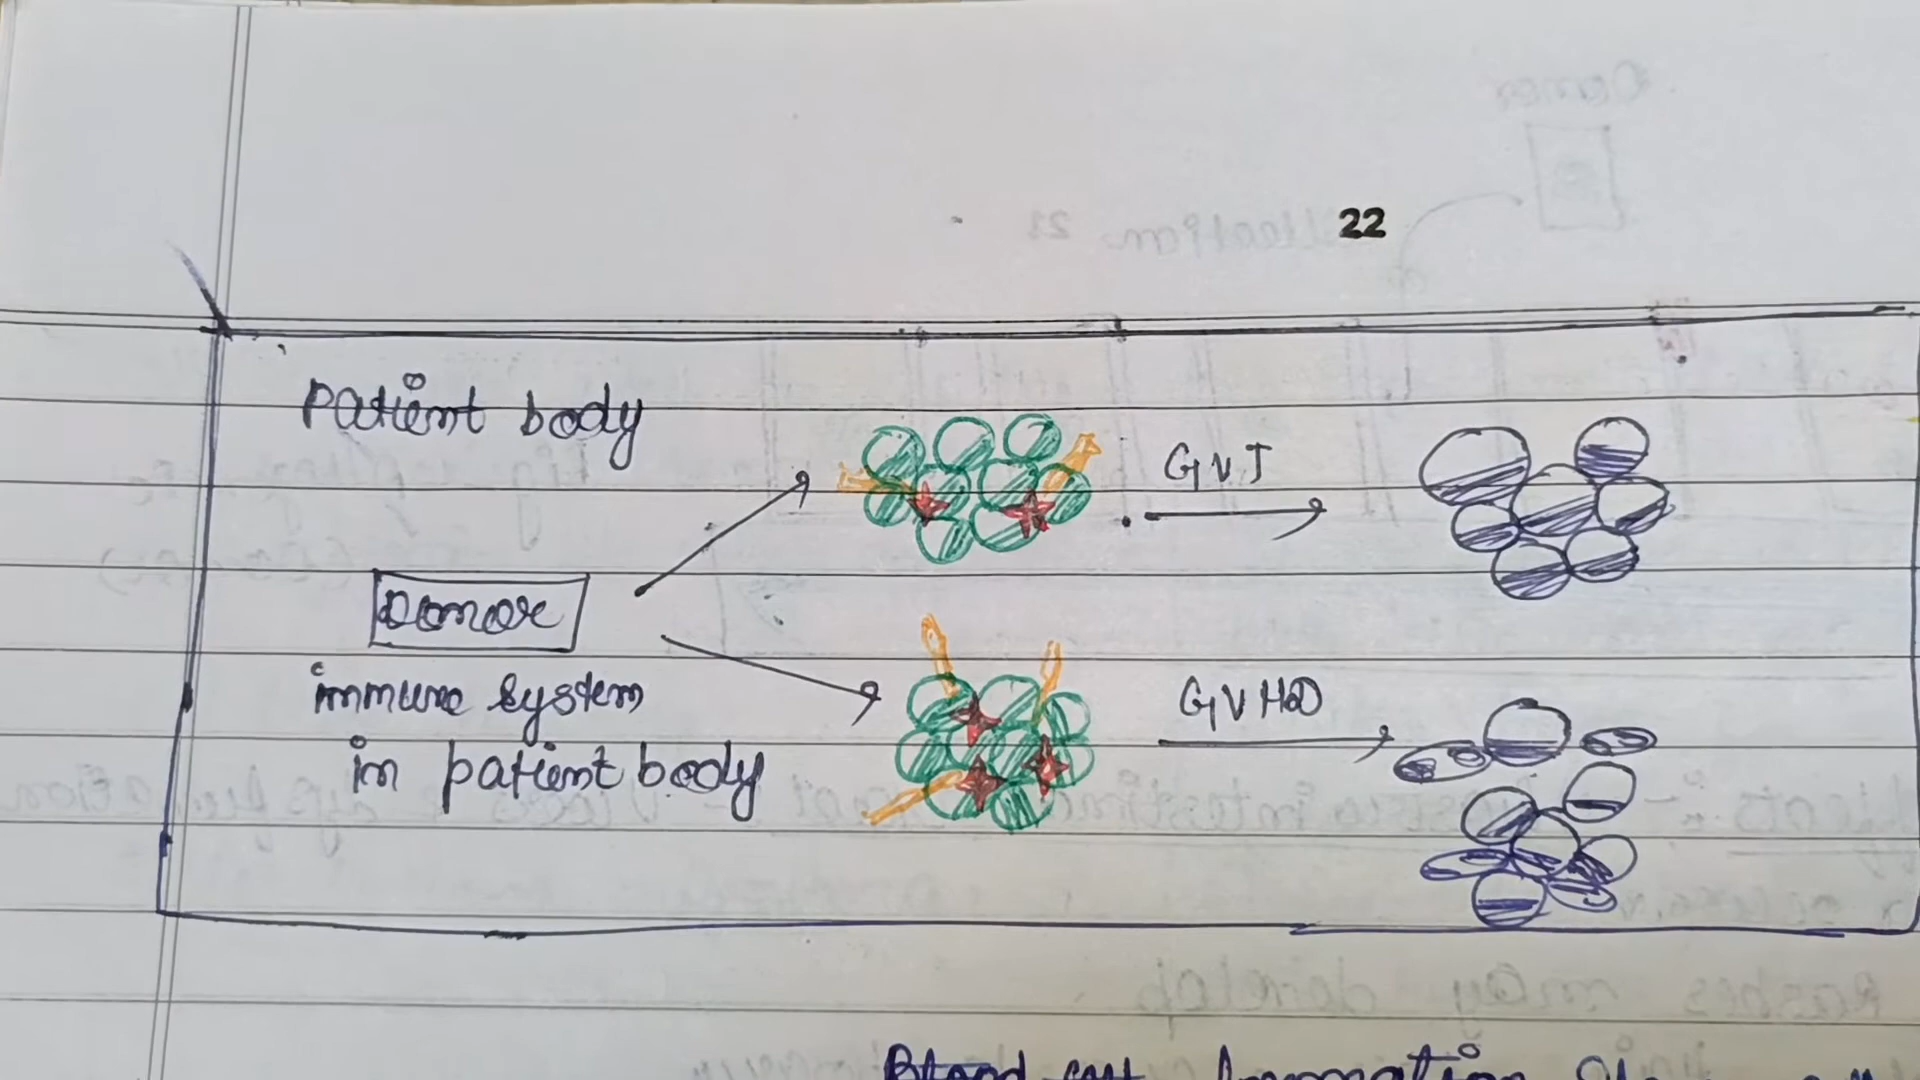 22
Patient body
GVT
Donor
immune system
GVHD
in patient body